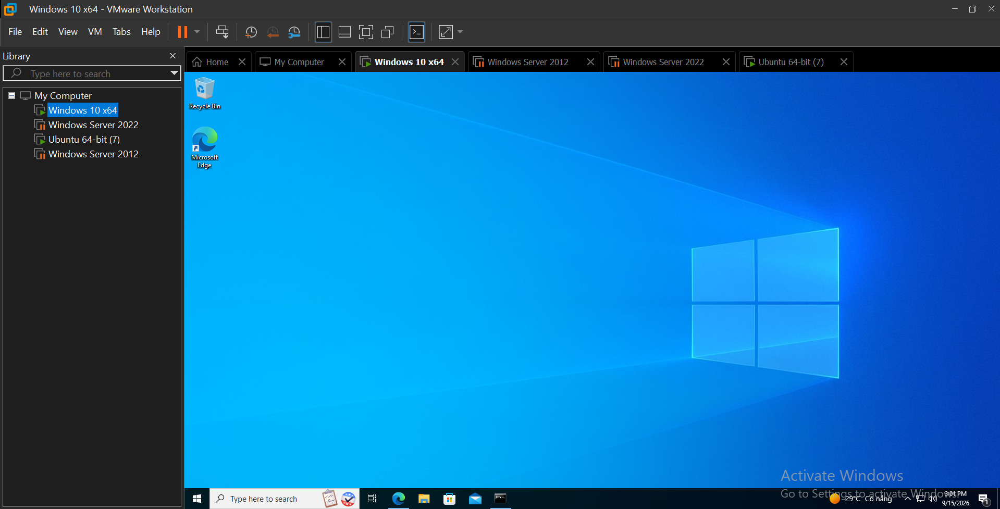 Windows 10 x64 - VMware Workstation
File Edit View VM Tabs Help
Library
Type here to search
My Computer
Windows 10 x64
Windows Server 2022
Ubuntu 64-bit (7)
Windows Server 2012
Home
My Computer
Windows 10 x64
Windows Server 2012
Windows Server 2022
Ubuntu 64-bit (7)
Recycle Bin
Microsoft
Edge
Activate Windows
Go to Settings to activate Windows.
Type here to search
29°C Có nắng
3:01 PM
9/15/2026
1